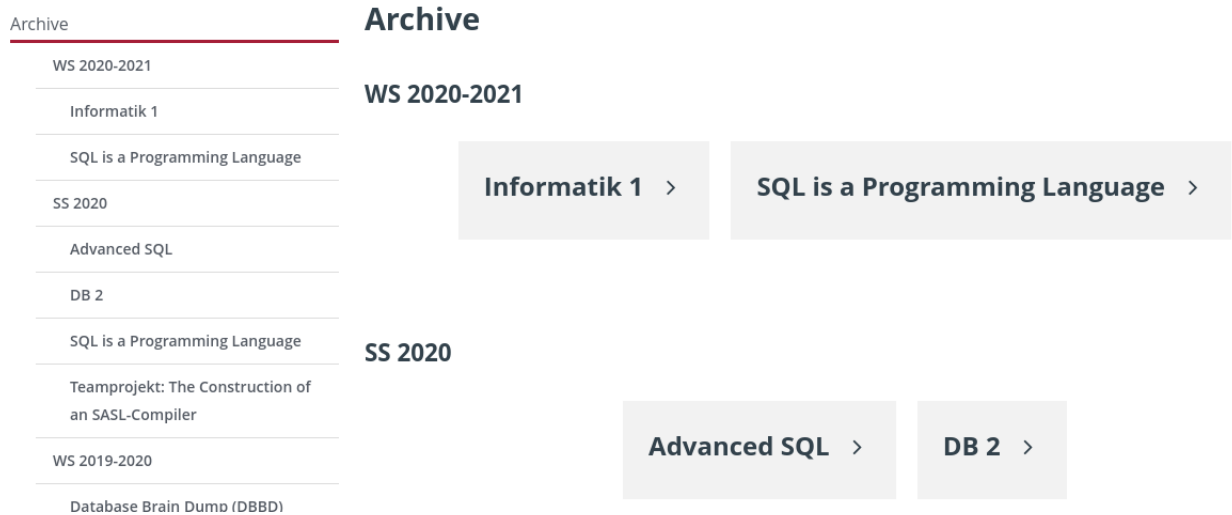 Archive
WS 2020-2021
Informatik 1
SQL is a Programming Language
SS 2020
Advanced SQL
DB 2
SQL is a Programming Language
Teamprojekt: The Construction of
an SASL-Compiler
WS 2019-2020
Database Brain Dump (DBBD)
Archive
WS 2020-2021
Informatik 1
SQL is a Programming Language
SS 2020
Advanced SQL
DB 2